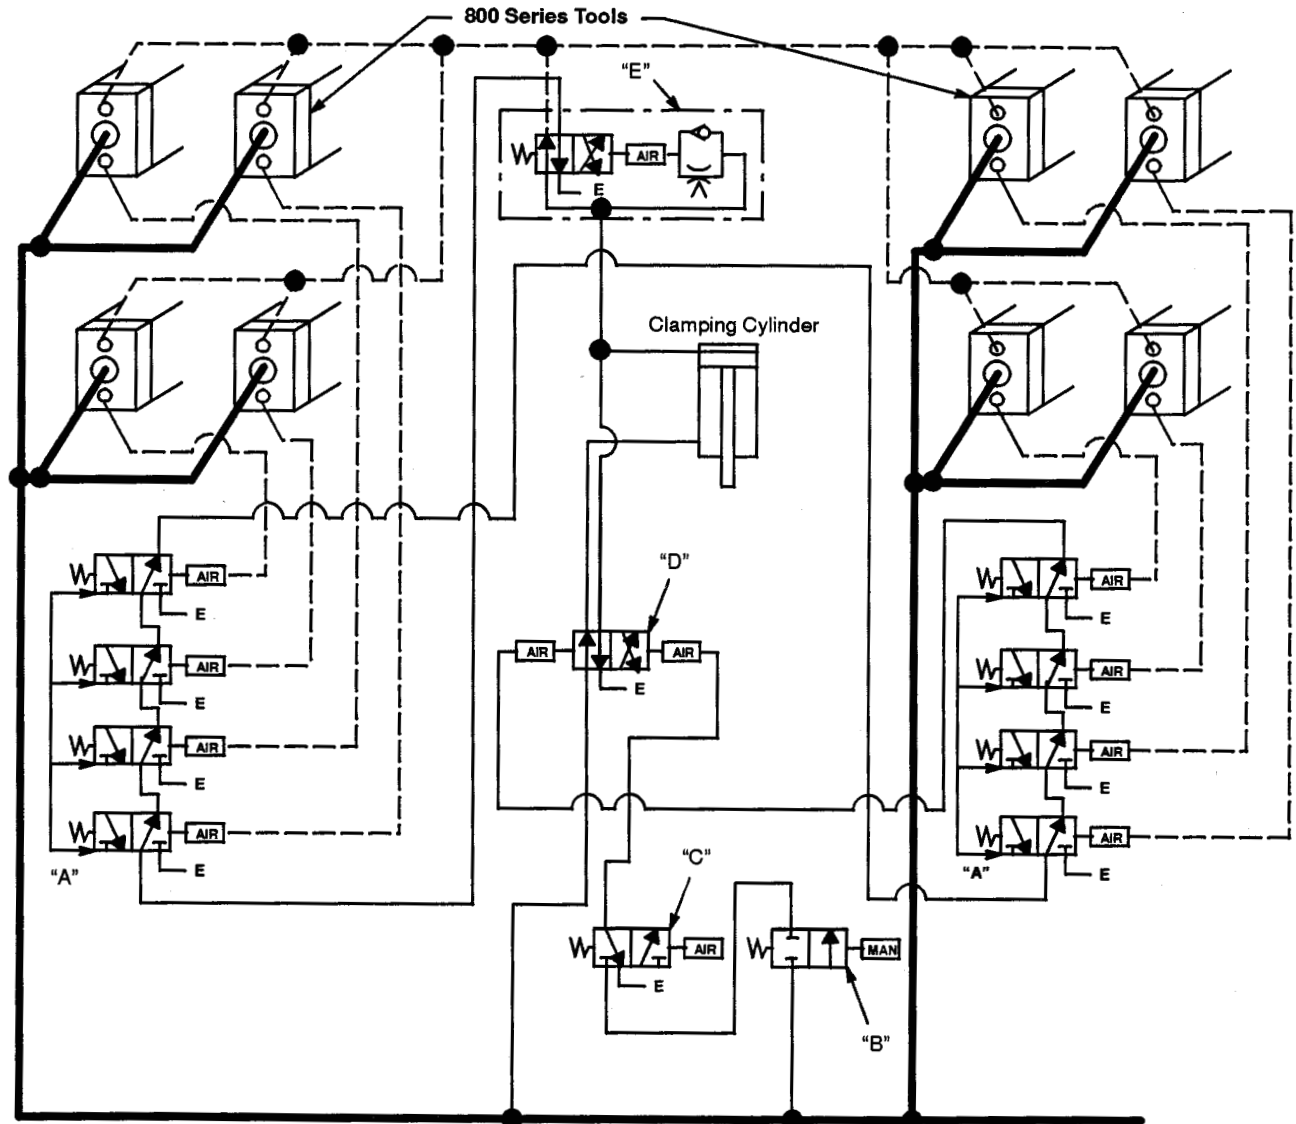 800 Series Tools
“E”
AIR
E
Clamping Cylinder
“D”
AIR
E
AIR
E
AIR
AIR
AIR
E
AIR
E
E
AIR
E
AIR
E
AIR
E
AIR
E
AIR
E
“A”
“C”
AIR
E
“A”
MAN
“B”